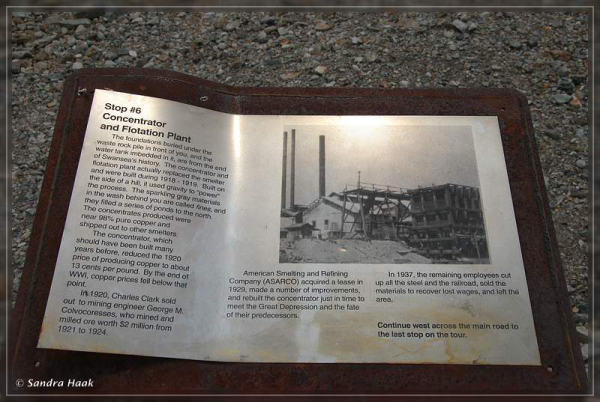 Stop #6
Concentrator
and Flotation Plant
The foundations buried under the
waste rock pile in front of you, and the
water tank imbedded in it, are from the end
of Swansea's history. The concentrator and
flotation plant actually replaced the smelter
and were built during 1918 - 1919. Built on
the side of a hill, it used gravity to "power"
the process. The sparkling gray materials
in the wash behind you are called fines, and
they filled a series of ponds to the north.
The concentrates produced were
near 98% pure copper and
shipped out to other smelters.
The concentrator, which
should have been built many
years before, reduced the 1920
price of producing copper to about
13 cents per pound. By the end of
WWI, copper prices fell below that
point.
In 1920, Charles Clark sold
out to mining engineer George M.
Colvocoresses, who mined and
milled ore worth $2 million from
1921 to 1924.
American Smelting and Refining
Company (ASARCO) acquired a lease in
1929, made a number of improvements,
and rebuilt the concentrator just in time to
meet the Great Depression and the fate
of their predecessors.
In 1937, the remaining employees cut
up all the steel and the railroad, sold the
materials to recover lost wages, and left the
area.
Continue west across the main road to
the last stop on the tour.
© Sandra Haak